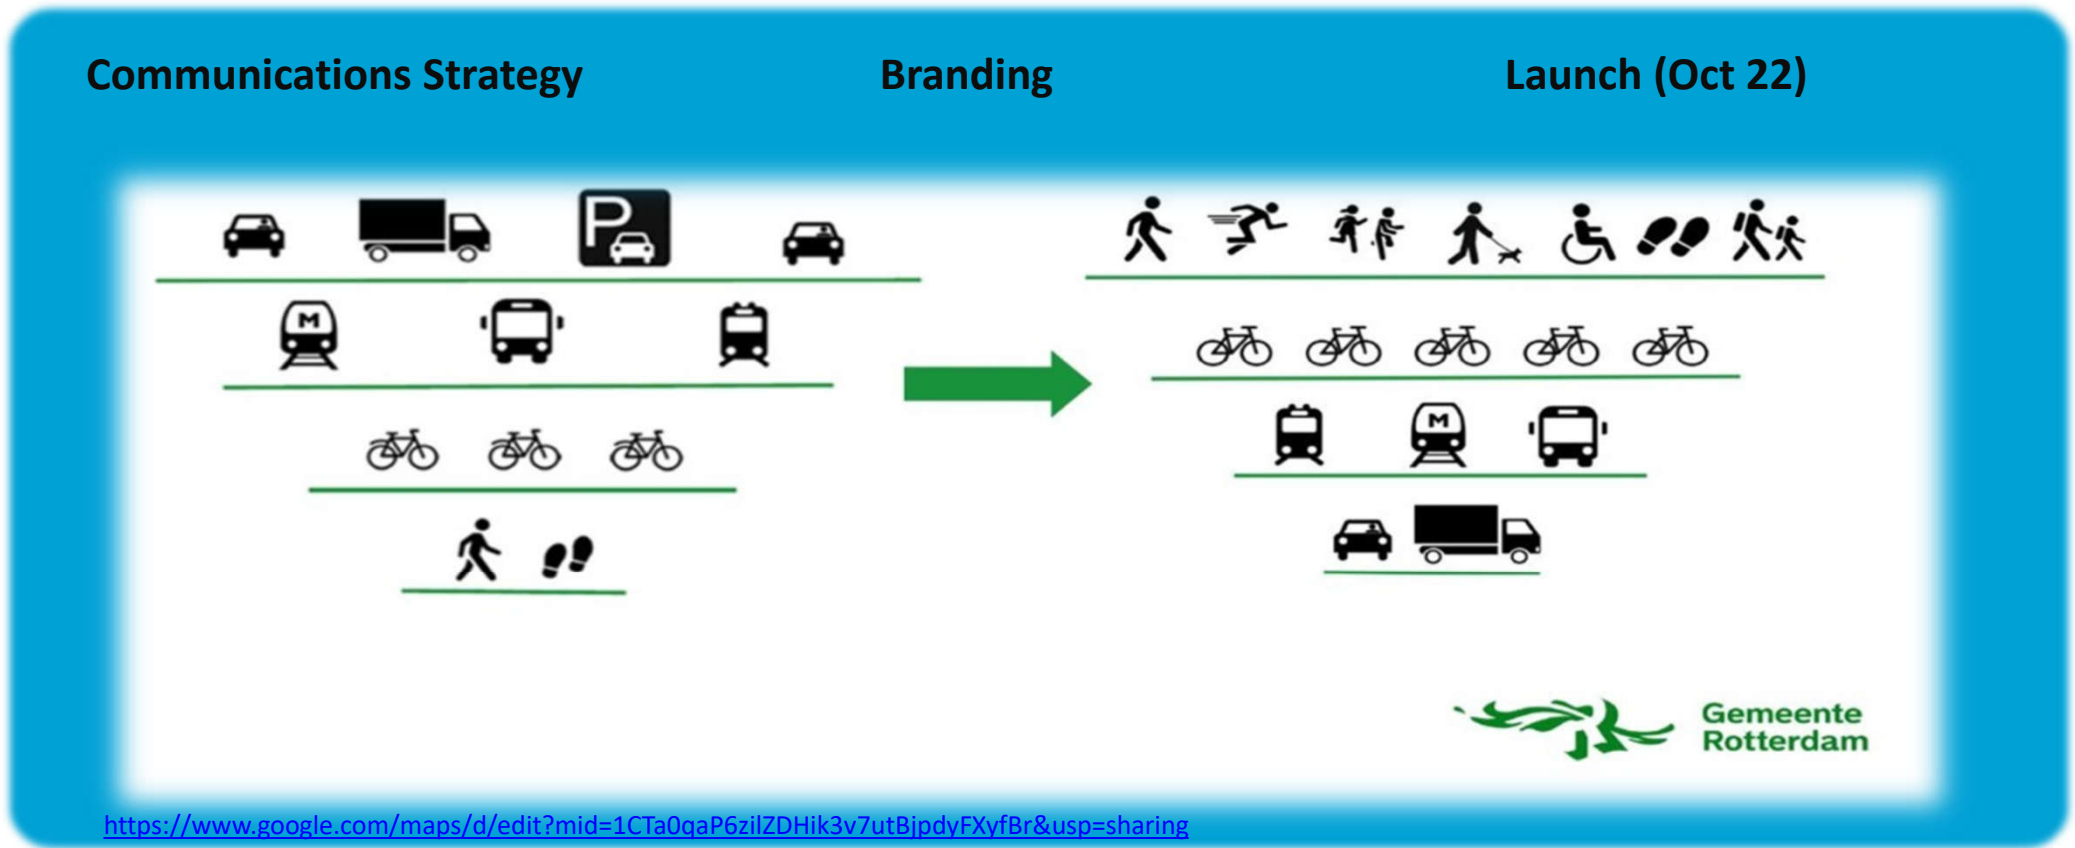 Communications Strategy Branding Launch (Oct 22)
P
M
M
Gemeente
Rotterdam
https://www.google.com/maps/d/edit?mid=1CTa0qaP6zilZDHik3v7utBjpdyFXyfBr&usp=sharing